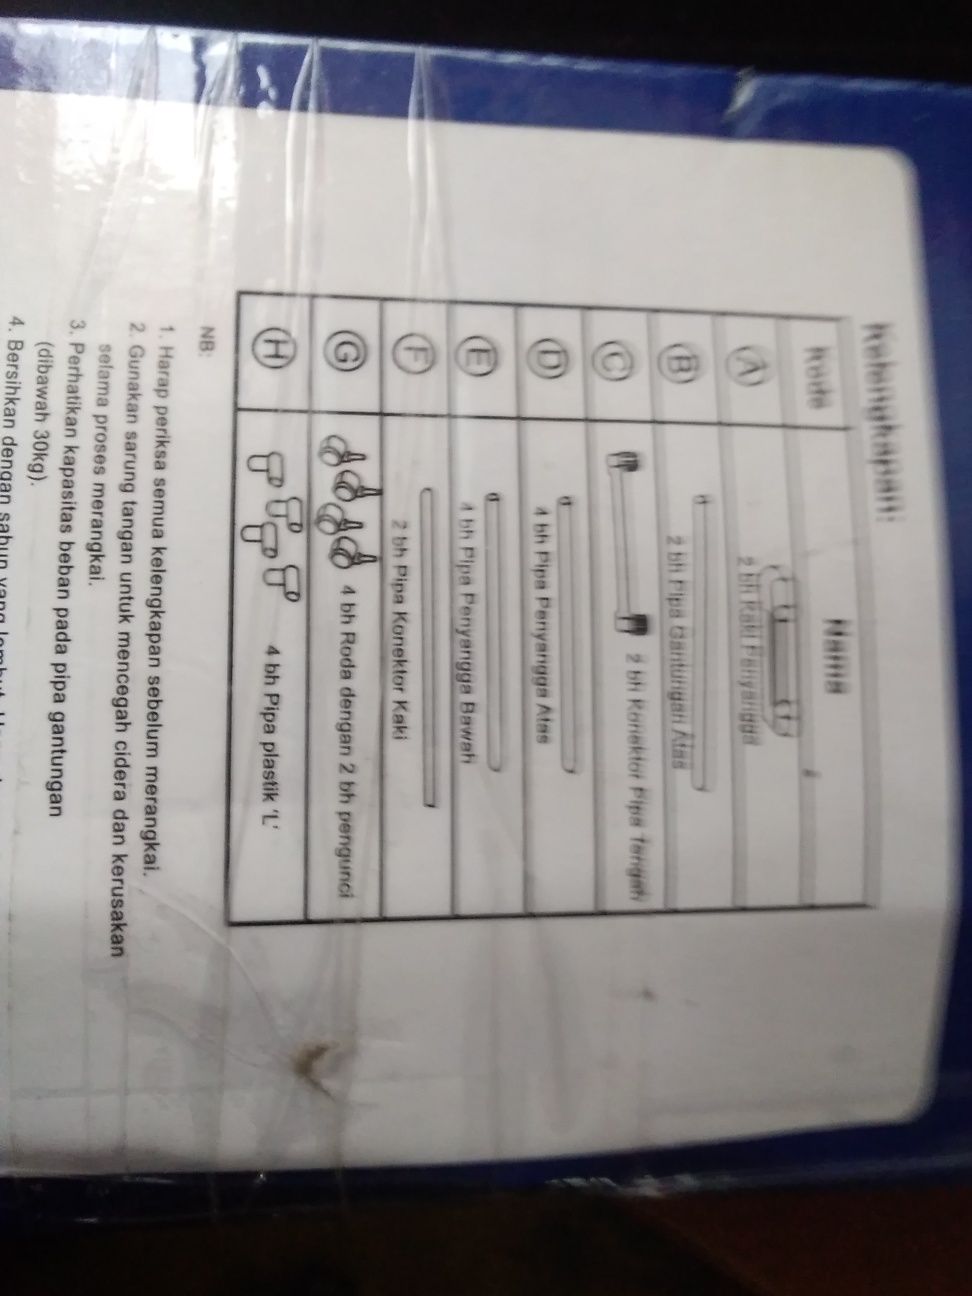 Kelengkapan:
Kode Nama
A 2 bh Kaki Penyangga
B 2 bh Pipa Gantungan Atas
C 2 bh Konektor Pipa Tengah
D 4 bh Pipa Penyangga Atas
E 4 bh Pipa Penyangga Bawah
F 2 bh Pipa Konektor Kaki
G 4 bh Roda dengan 2 bh pengunci
H 4 bh Pipa plastik 'L'
NB:
1. Harap periksa semua kelengkapan sebelum merangkai.
2. Gunakan sarung tangan untuk mencegah cidera dan kerusakan
selama proses merangkai.
3. Perhatikan kapasitas beban pada pipa gantungan
(dibawah 30kg).
4. Bersihkan dengan sabun yang lembut.